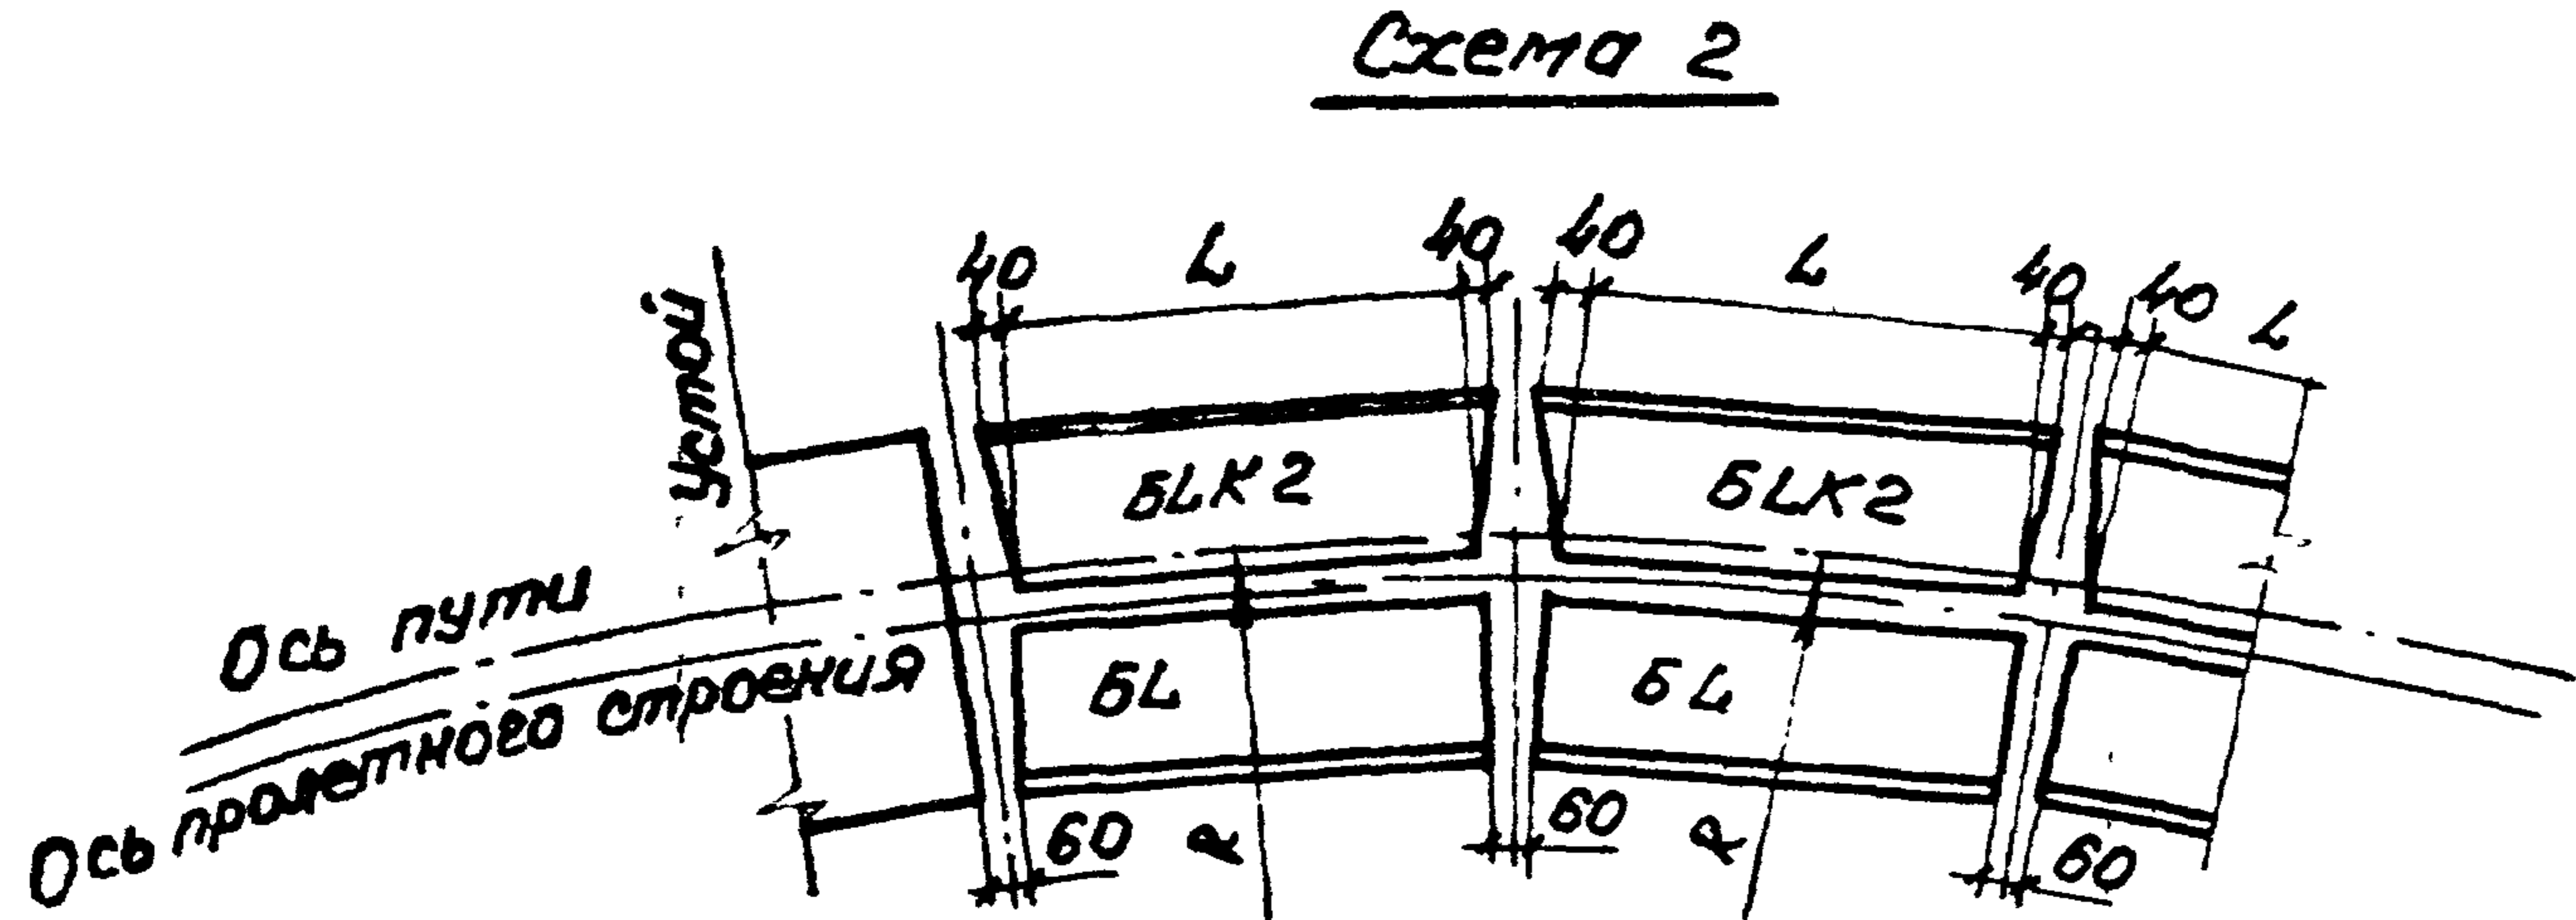 Схема 2
40 L 40 40 L 40 40 L
Устой
БLК2 БLК2
Ось пути
Ось пролетного строения
БL БL
60 R 60 R 60